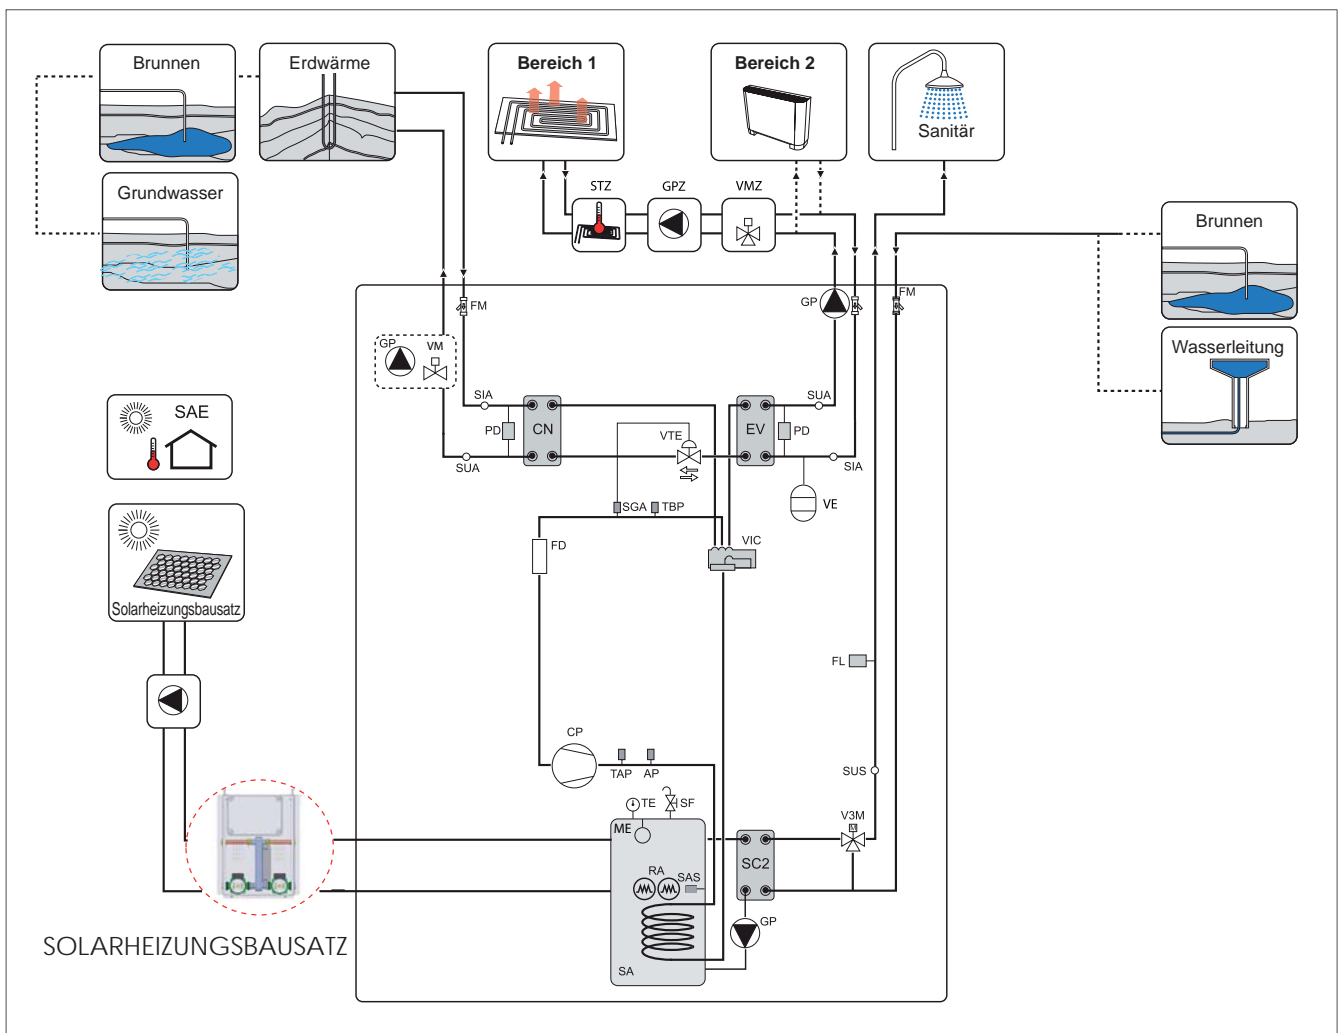 Brunnen
Erdwärme
Bereich 1
Bereich 2
Sanitär
Grundwasser
STZ
GPZ
VMZ
Brunnen
FM
GP
FM
GP
VM
Wasserleitung
SIA
SUA
SAE
PD
CN
VTE
EV
PD
SUA
SIA
SGA
TBP
VE
FD
VIC
Solarheizungsbausatz
FL
CP
TAP
AP
SUS
TE
SF
ME
V3M
M
RA
SAS
SC2
GP
SA
SOLARHEIZUNGSBAUSATZ